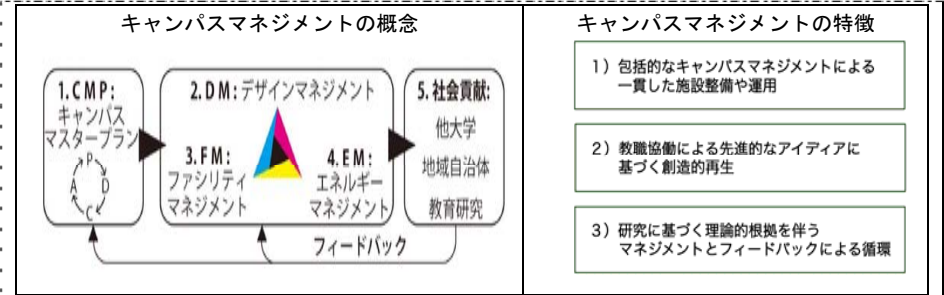 キャンパスマネジメントの概念
1.CMP:
キャンパス
マスタープラン
P
A
D
C
2.DM:デザインマネジメント
3.FM:
ファシリティ
マネジメント
4.EM:
エネルギー
マネジメント
5.社会貢献:
他大学
地域自治体
教育研究
フィードバック
キャンパスマネジメントの特徴
1)包括的なキャンパスマネジメントによる
一貫した施設整備や運用
2)教職協働による先進的なアイディアに
基づく創造的再生
3)研究に基づく理論的根拠を伴う
マネジメントとフィードバックによる循環